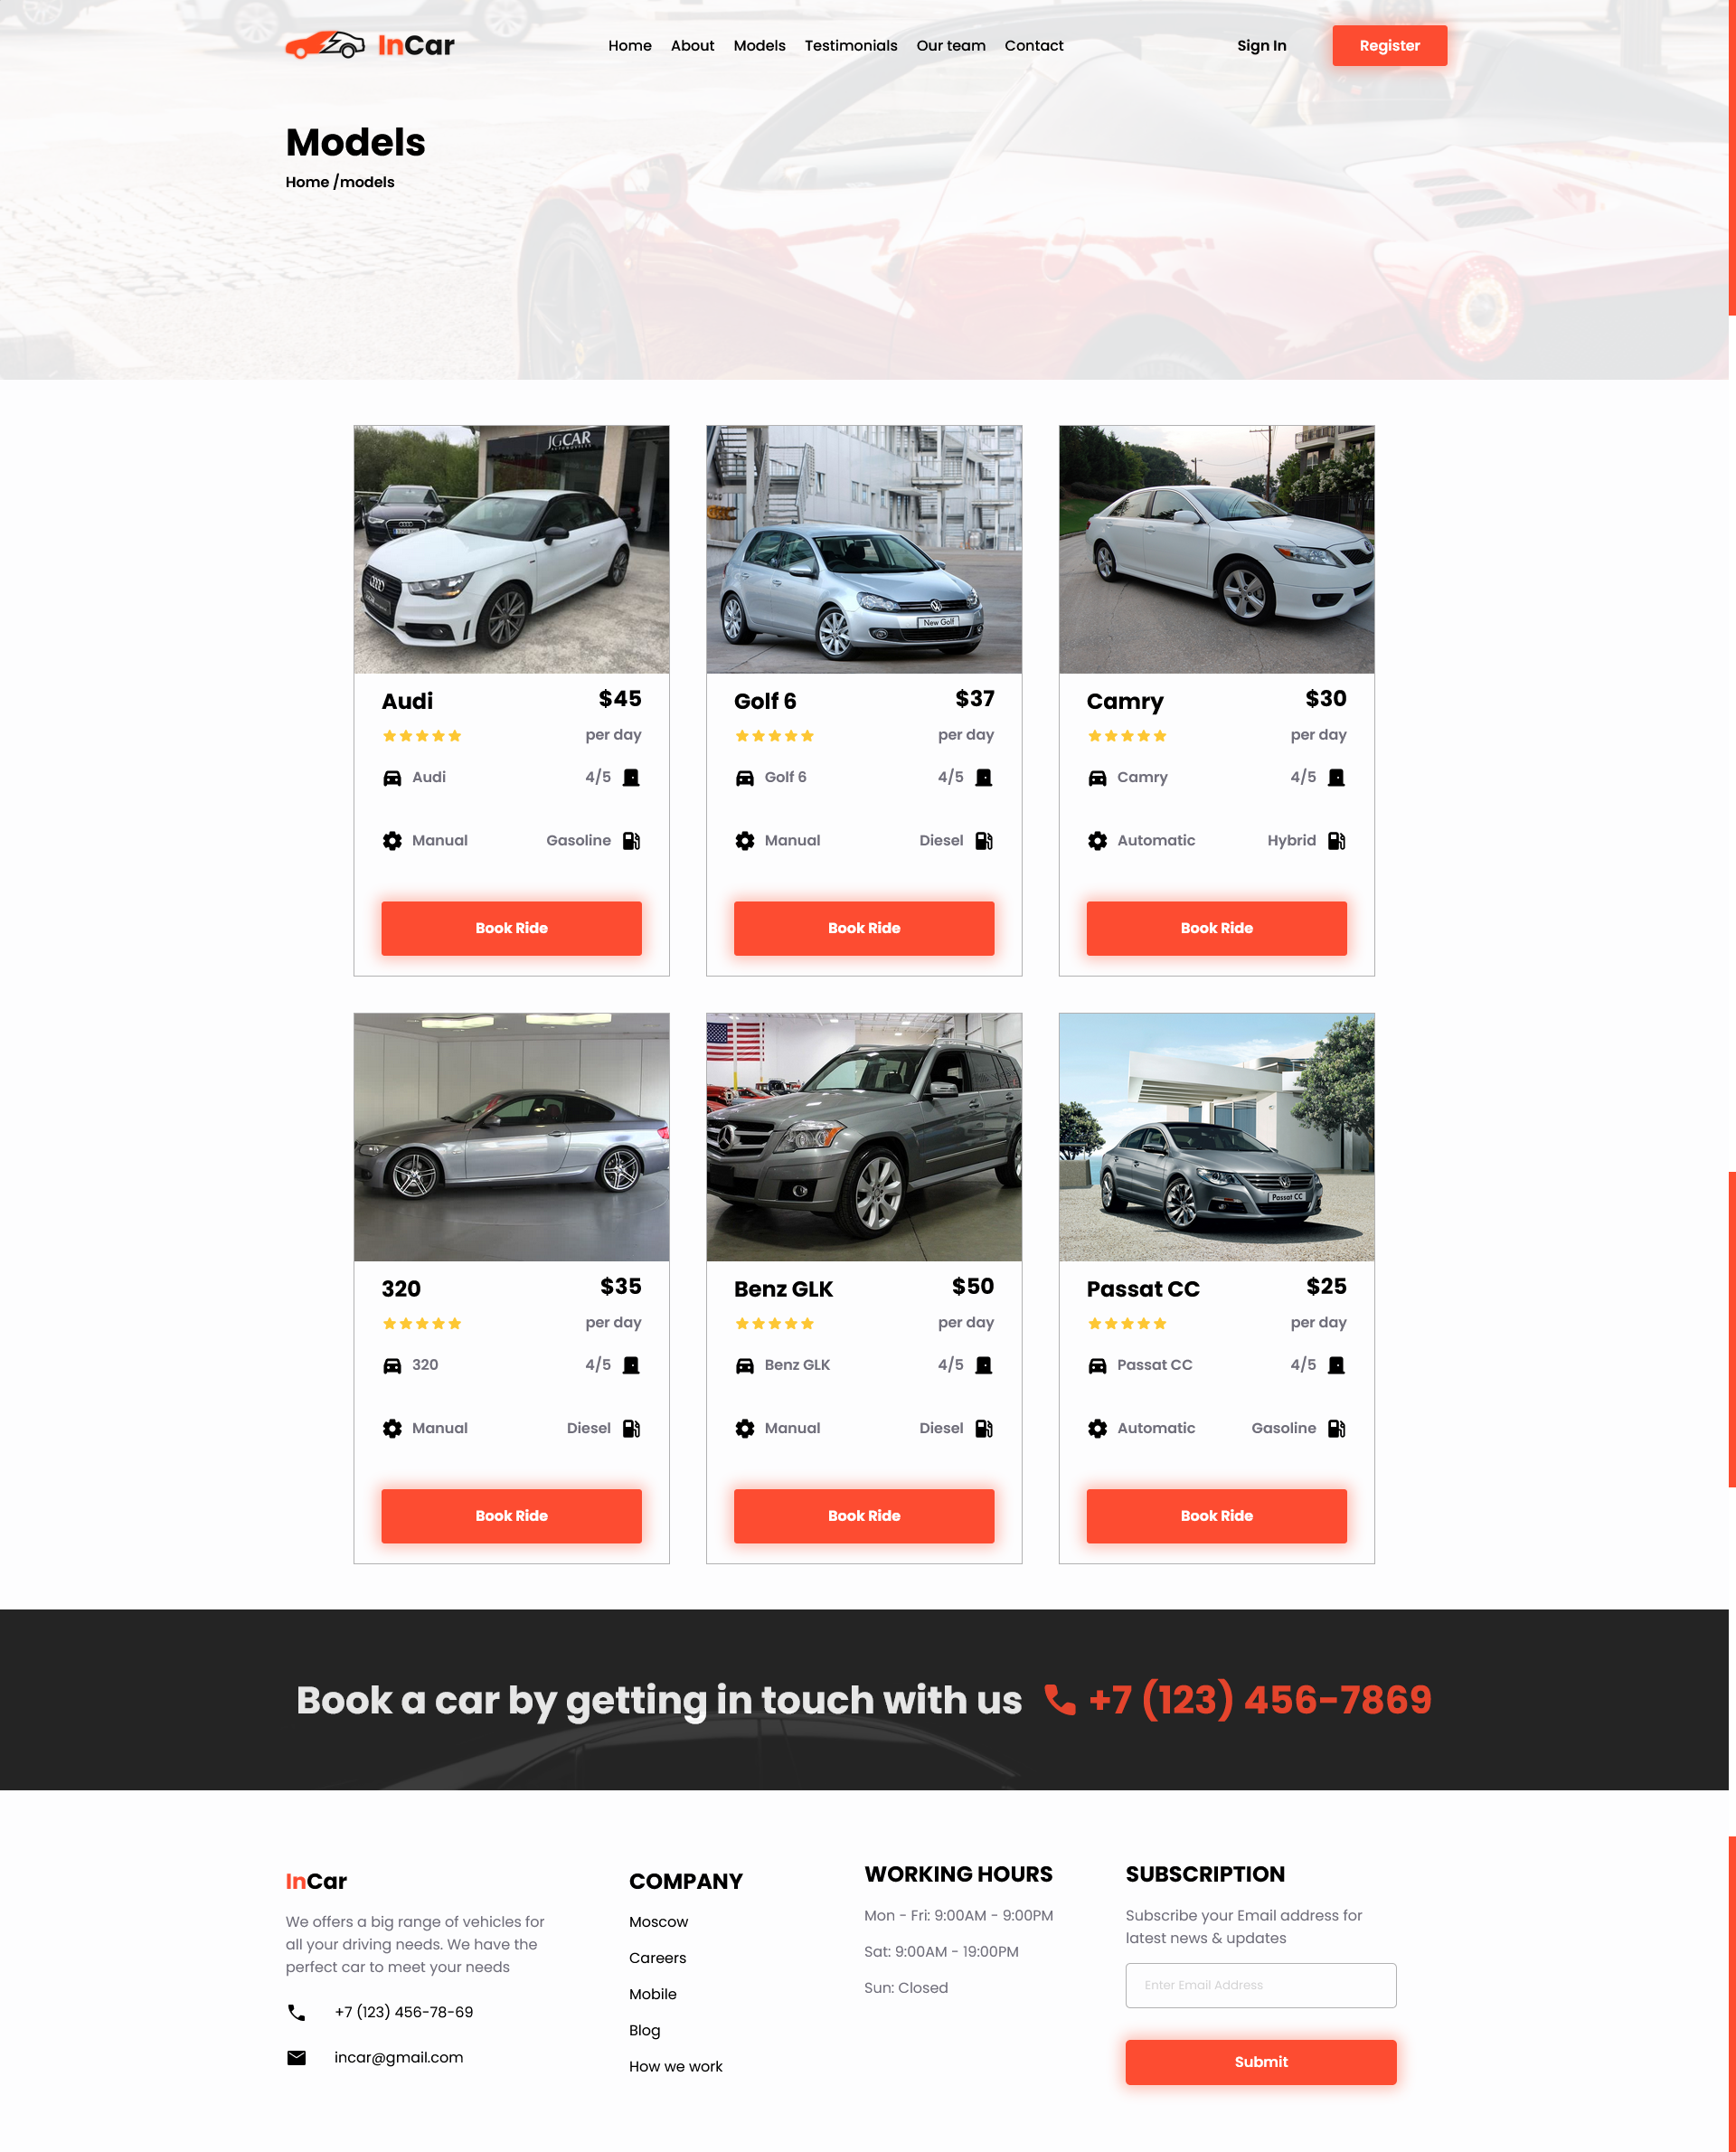 InCar
Home About Models Testimonials Our team Contact
Sign In
Register
Models
Home /models
JGCAR
New Golf
Audi $45
per day
Audi 4/5
Manual Gasoline
Book Ride
Golf 6 $37
per day
Golf 6 4/5
Manual Diesel
Book Ride
Camry $30
per day
Camry 4/5
Automatic Hybrid
Book Ride
Passat CC
320 $35
per day
320 4/5
Manual Diesel
Book Ride
Benz GLK $50
per day
Benz GLK 4/5
Manual Diesel
Book Ride
Passat CC $25
per day
Passat CC 4/5
Automatic Gasoline
Book Ride
Book a car by getting in touch with us +7 (123) 456-7869
InCar
We offers a big range of vehicles for
all your driving needs. We have the
perfect car to meet your needs
+7 (123) 456-78-69
incar@gmail.com
COMPANY
Moscow
Careers
Mobile
Blog
How we work
WORKING HOURS
Mon - Fri: 9:00AM - 9:00PM
Sat: 9:00AM - 19:00PM
Sun: Closed
SUBSCRIPTION
Subscribe your Email address for
latest news & updates
Enter Email Address
Submit